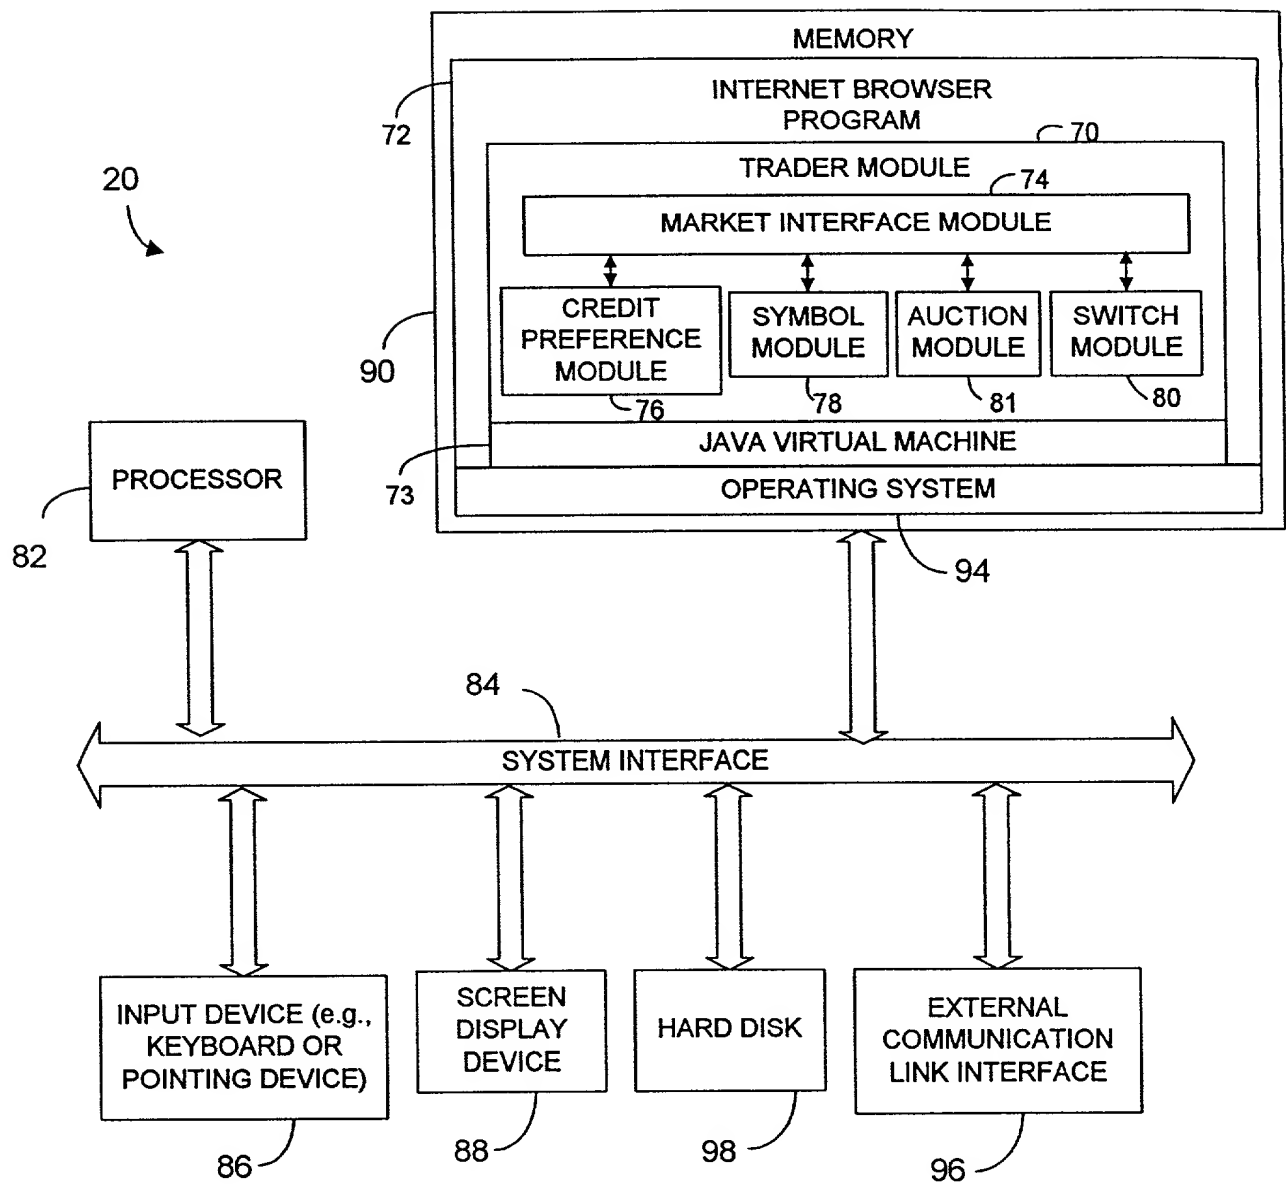 MEMORY
72
INTERNET BROWSER
PROGRAM
70
TRADER MODULE
74
MARKET INTERFACE MODULE
20
90
CREDIT
PREFERENCE
MODULE
76
SYMBOL
MODULE
78
AUCTION
MODULE
81
SWITCH
MODULE
80
JAVA VIRTUAL MACHINE
73
OPERATING SYSTEM
94
PROCESSOR
82
84
SYSTEM INTERFACE
INPUT DEVICE (e.g.,
KEYBOARD OR
POINTING DEVICE)
86
SCREEN
DISPLAY
DEVICE
88
HARD DISK
98
EXTERNAL
COMMUNICATION
LINK INTERFACE
96